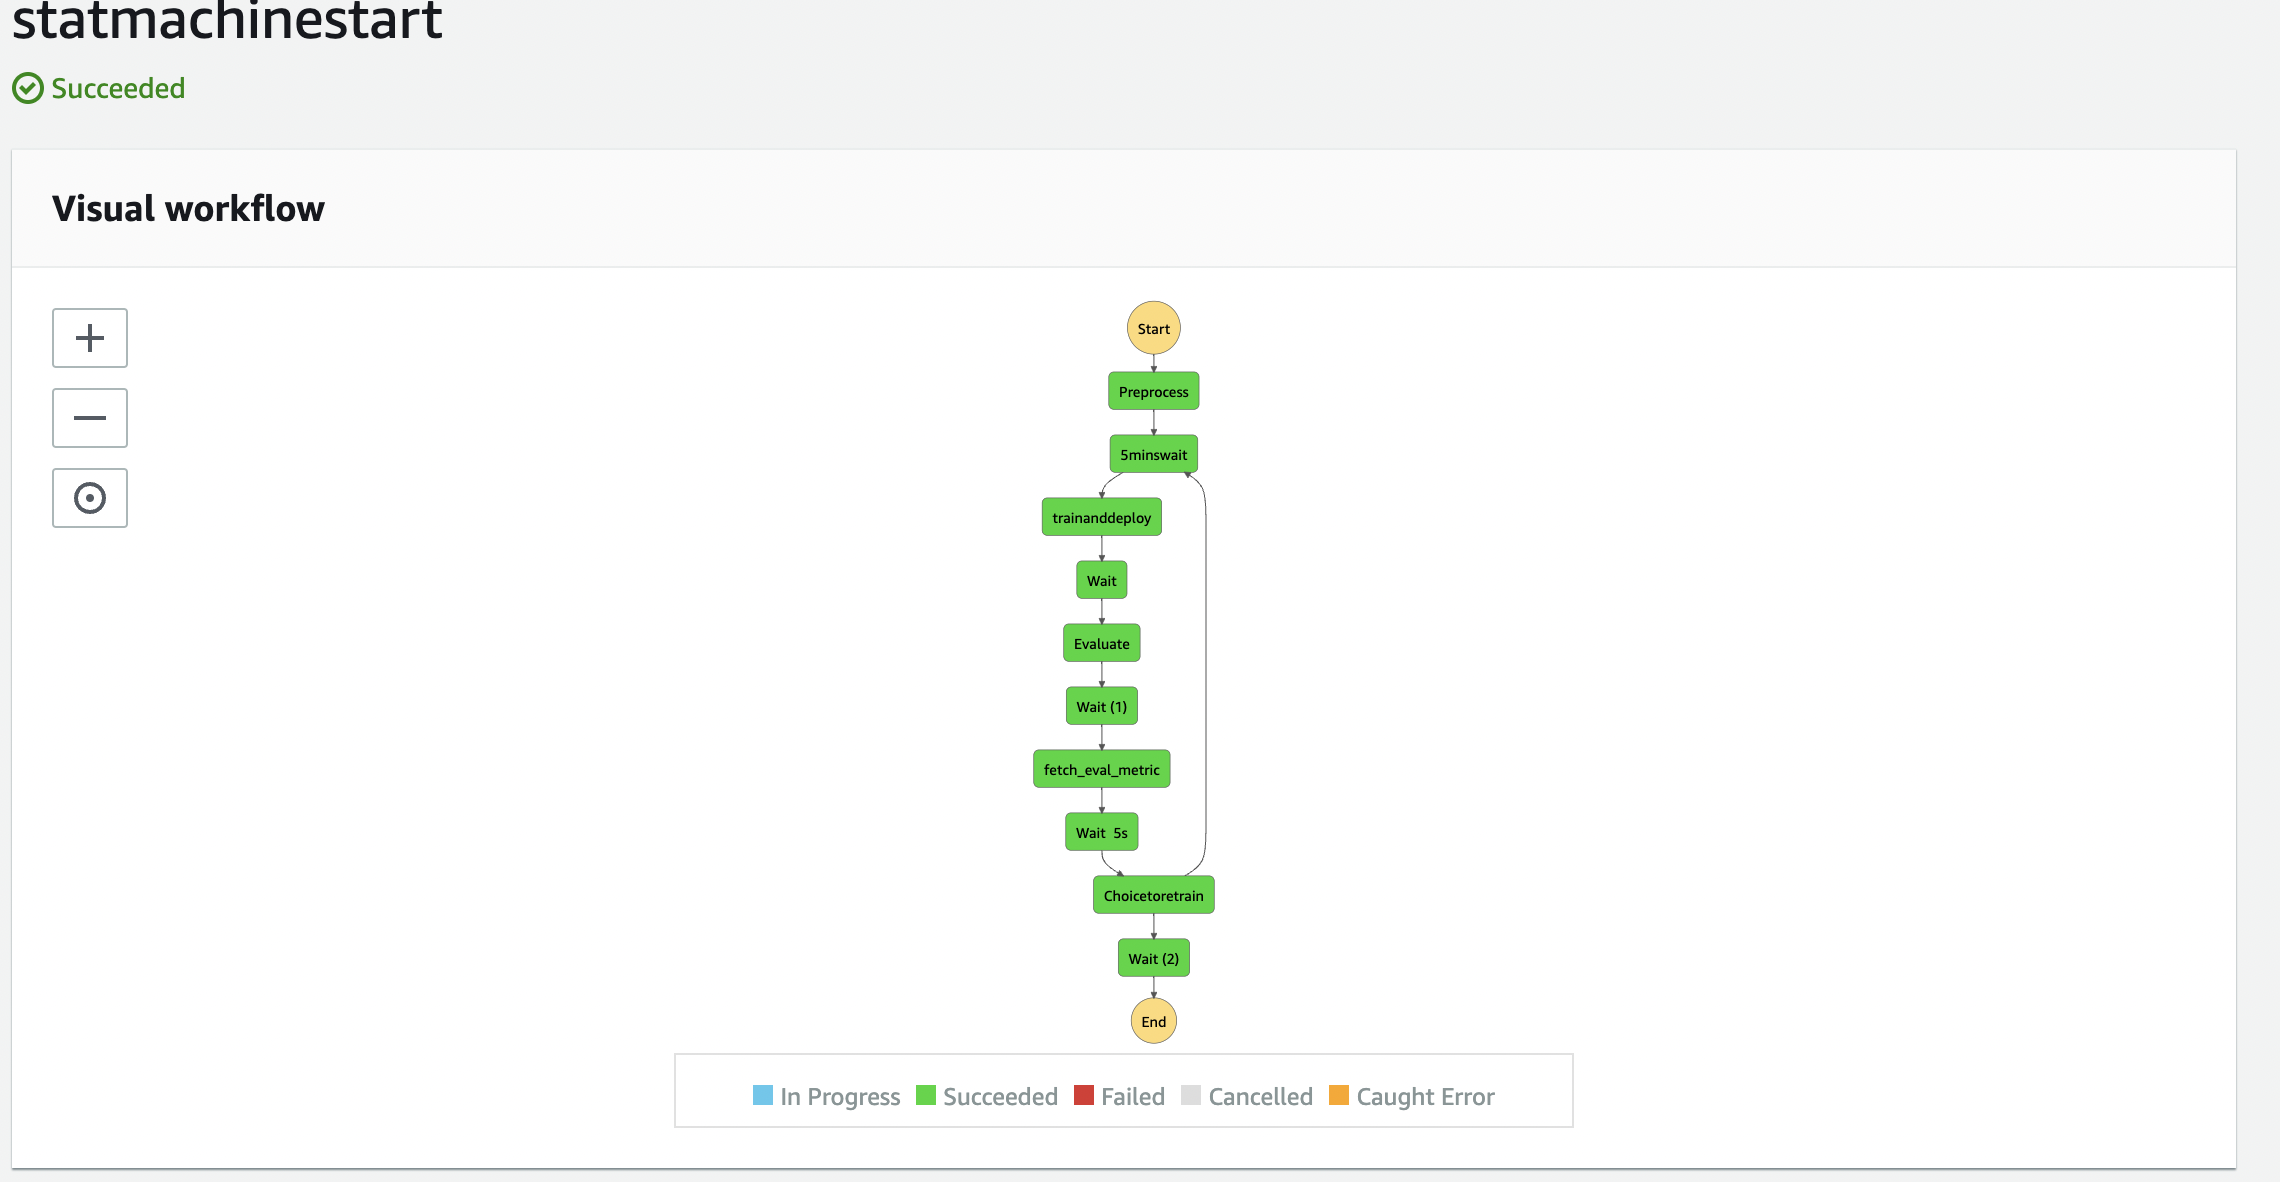 statmachinestart
Succeeded
Visual workflow
Start
Preprocess
5minswait
trainanddeploy
Wait
Evaluate
Wait (1)
fetch_eval_metric
Wait 5s
Choicetoretrain
Wait (2)
End
In Progress Succeeded Failed Cancelled Caught Error